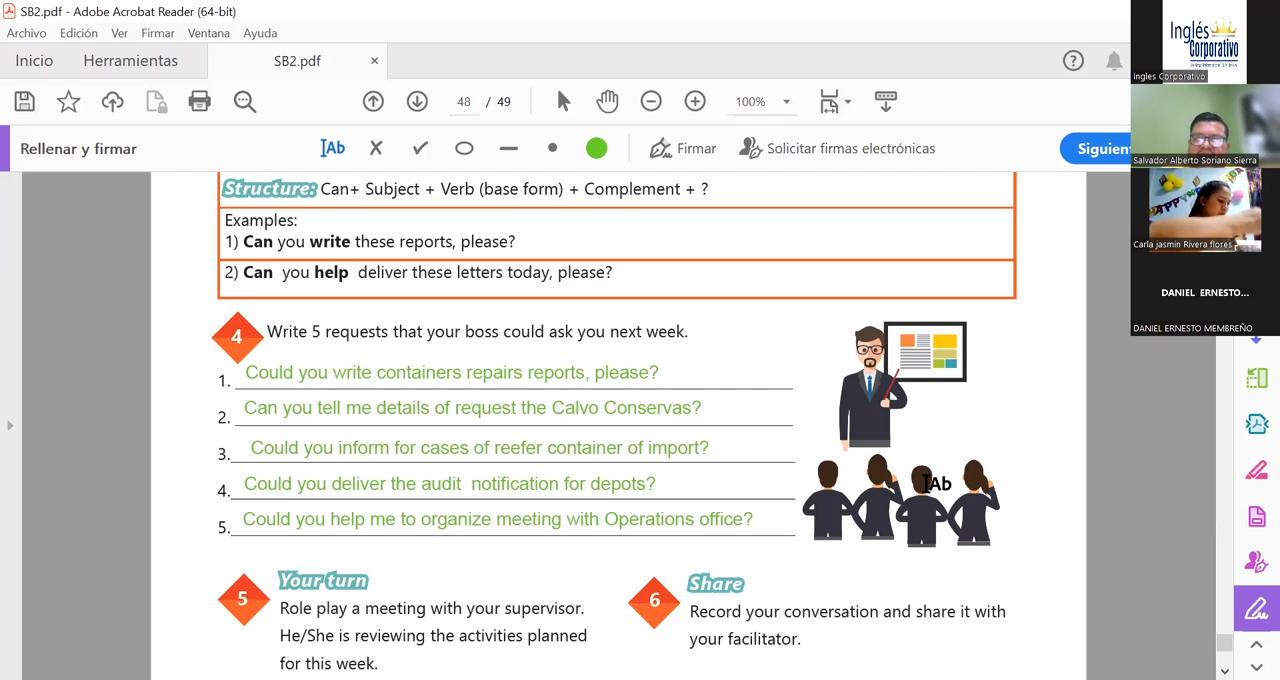 SB2.pdf - Adobe Acrobat Reader (64-bit)
Archivo Edición Ver Firmar Ventana Ayuda
Inicio Herramientas SB2.pdf ×
48 / 49 100%
Rellenar y firmar Ab Firmar Solicitar firmas electrónicas Siguien
Structure: Can+ Subject + Verb (base form) + Complement + ?
Examples:
1) Can you write these reports, please?
2) Can you help deliver these letters today, please?
4 Write 5 requests that your boss could ask you next week.
1. Could you write containers repairs reports, please?
2. Can you tell me details of request the Calvo Conservas?
3. Could you inform for cases of reefer container of import?
4. Could you deliver the audit notification for depots?
5. Could you help me to organize meeting with Operations office?
Ab
5 Your turn
Role play a meeting with your supervisor.
He/She is reviewing the activities planned
for this week.
6 Share
Record your conversation and share it with
your facilitator.
Inglés
Corporativo
Ingles Corporativo
Salvador Alberto Soriano Sierra
HAPPY
Carla jasmin Rivera flores
DANIEL ERNESTO...
DANIEL ERNESTO MEMBREÑO